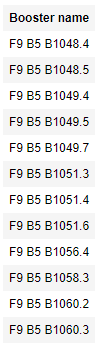 Booster name
F9 B5 B1048.4
F9 B5 B1048.5
F9 B5 B1049.4
F9 B5 B1049.5
F9 B5 B1049.7
F9 B5 B1051.3
F9 B5 B1051.4
F9 B5 B1051.6
F9 B5 B1056.4
F9 B5 B1058.3
F9 B5 B1060.2
F9 B5 B1060.3